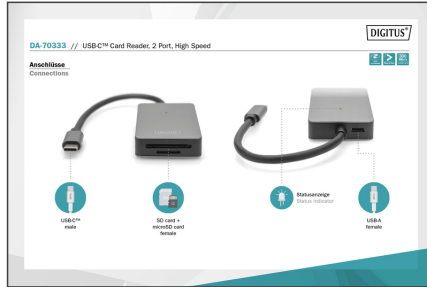 DIGITUS®
DA-70333 // USB-C™ Card Reader, 2 Port, High Speed
Anschlüsse
Connections
USB-C™
male
SD card +
microSD card
female
Statusanzeige
Status indicator
USB-A
female